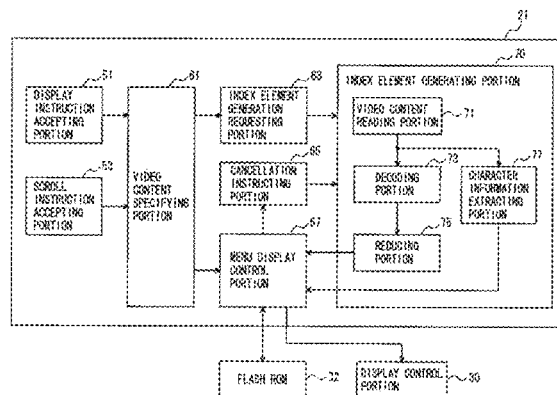 21
70
51
DISPLAY
INSTRUCTION
ACCEPTING
PORTION
61
63
INDEX ELEMENT
GENERATION
REQUESTING
PORTION
INDEX ELEMENT GENERATING PORTION
VIDEO CONTENT
READING PORTION
71
53
SCROLL
INSTRUCTION
ACCEPTING
PORTION
VIDEO
CONTENT
SPECIFYING
PORTION
65
CANCELLATION
INSTRUCTING
PORTION
73
DECODING
PORTION
77
CHARACTER
INFORMATION
EXTRACTING
PORTION
67
MENU DISPLAY
CONTROL
PORTION
75
REDUCING
PORTION
FLASH ROM
32
DISPLAY CONTROL
PORTION
30